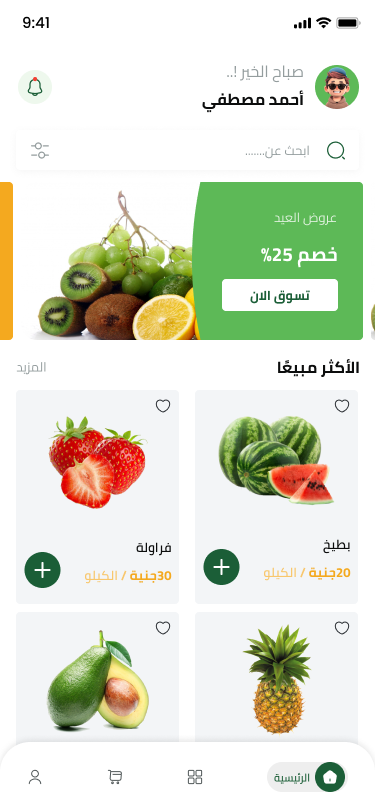 9:41
صباح الخير !..
أحمد مصطفي
ابحث عن.......
عروض العيد
خصم 25%
تسوق الان
الأكثر مبيعًا
المزيد
بطيخ
20جنية / الكيلو
فراولة
30جنية / الكيلو
الرئيسية